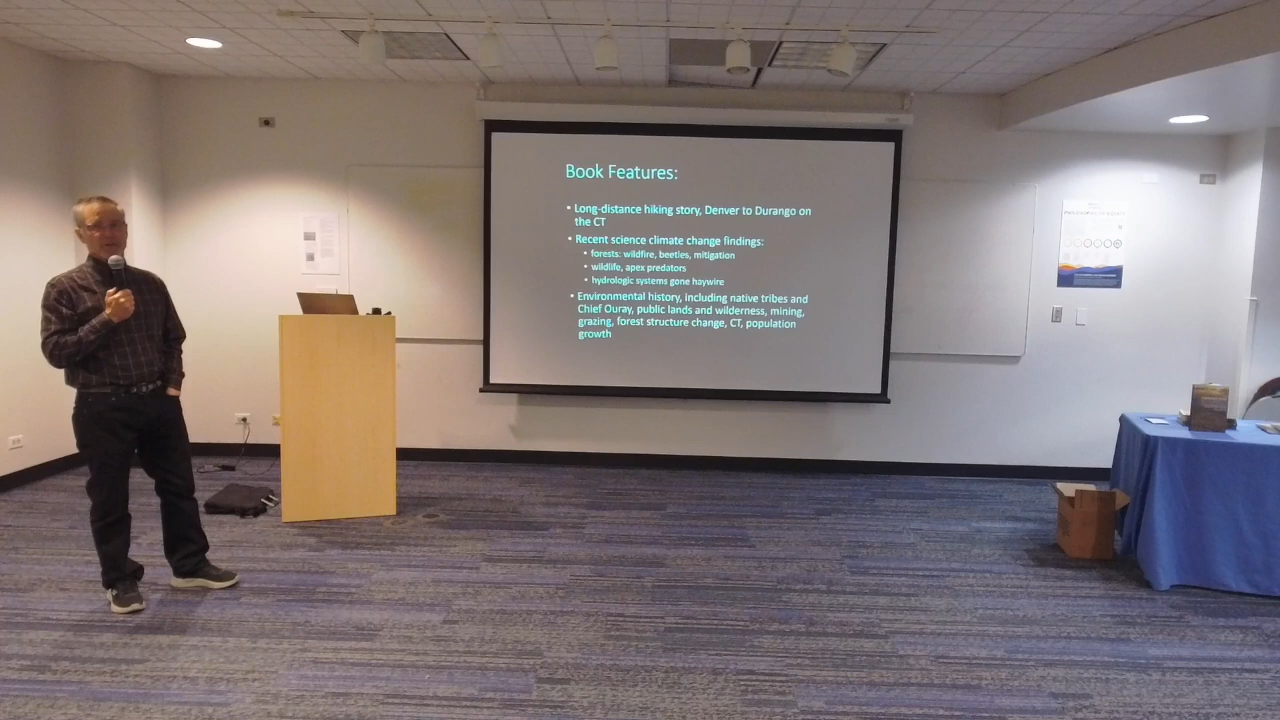 Book Features:
• Long-distance hiking story, Denver to Durango on
the CT
• Recent science climate change findings:
• forests: wildfire, beetles, mitigation
• wildlife, apex predators
• hydrologic systems gone haywire
• Environmental history, including native tribes and
Chief Ouray, public lands and wilderness, mining,
grazing, forest structure change, CT, population
growth